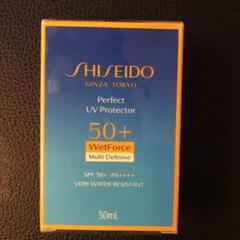 SHISEIDO
GINZA TOKYO
Perfect
UV Protector
50+
WetForce
Multi Defense
SPF 50+ · PA++++
VERY WATER-RESISTANT
50mL